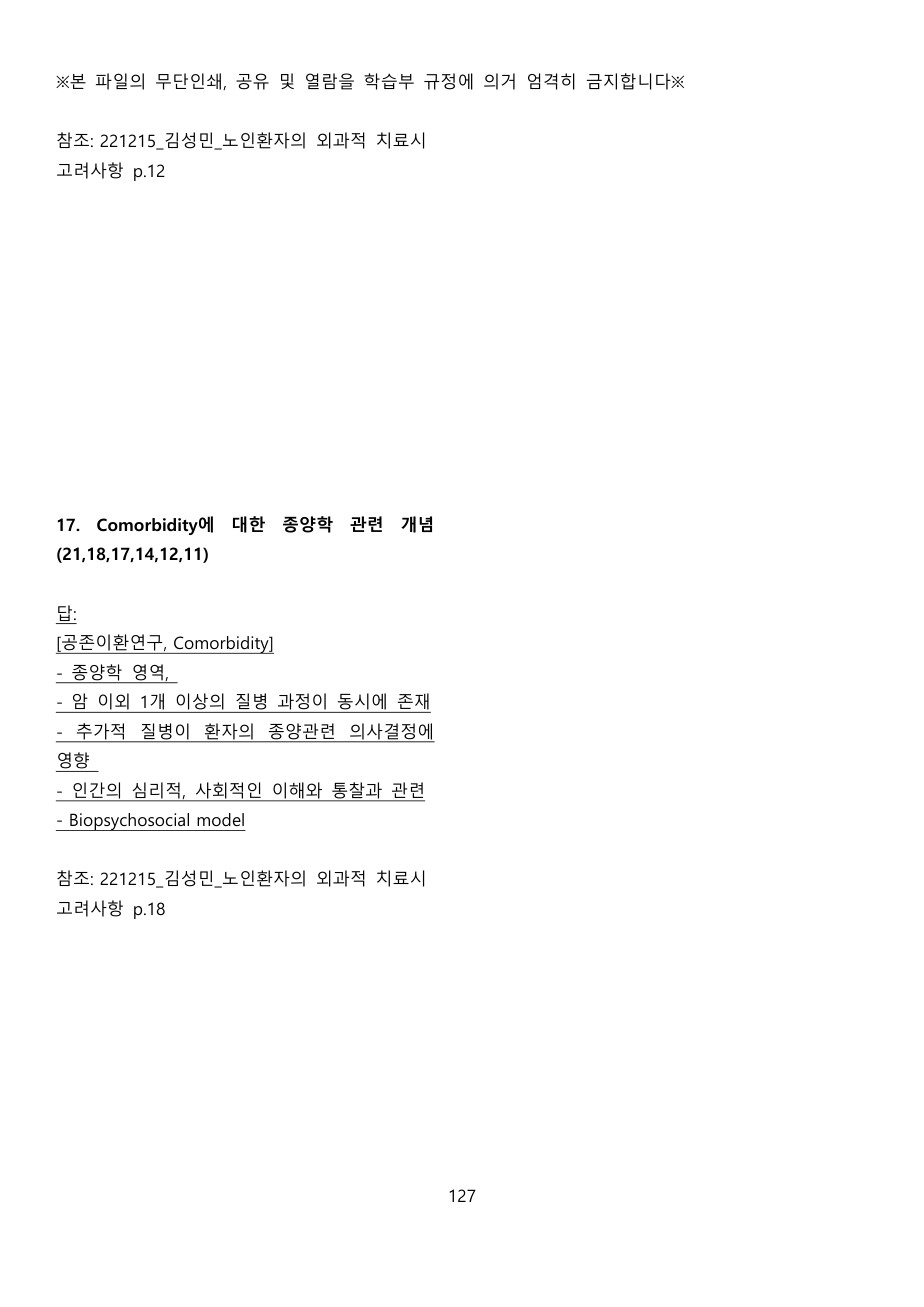 ※본 파일의 무단인쇄, 공유 및 열람을 학습부 규정에 의거 엄격히 금지합니다※
참조: 221215_김성민_노인환자의 외과적 치료시
고려사항 p.12
17. Comorbidity에 대한 종양학 관련 개념
(21,18,17,14,12,11)
답:
[공존이환연구, Comorbidity]
- 종양학 영역,
- 암 이외 1개 이상의 질병 과정이 동시에 존재
- 추가적 질병이 환자의 종양관련 의사결정에
영향
- 인간의 심리적, 사회적인 이해와 통찰과 관련
- Biopsychosocial model
참조: 221215_김성민_노인환자의 외과적 치료시
고려사항 p.18
127